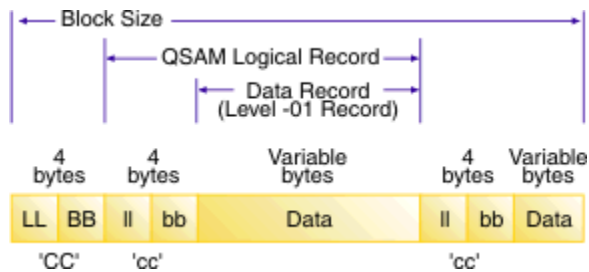 Block Size
QSAM Logical Record
Data Record
(Level -01 Record)
4 4 Variable 4 Variable
bytes bytes bytes bytes bytes
LL BB ll bb Data ll bb Data
'CC' 'cc' 'cc'